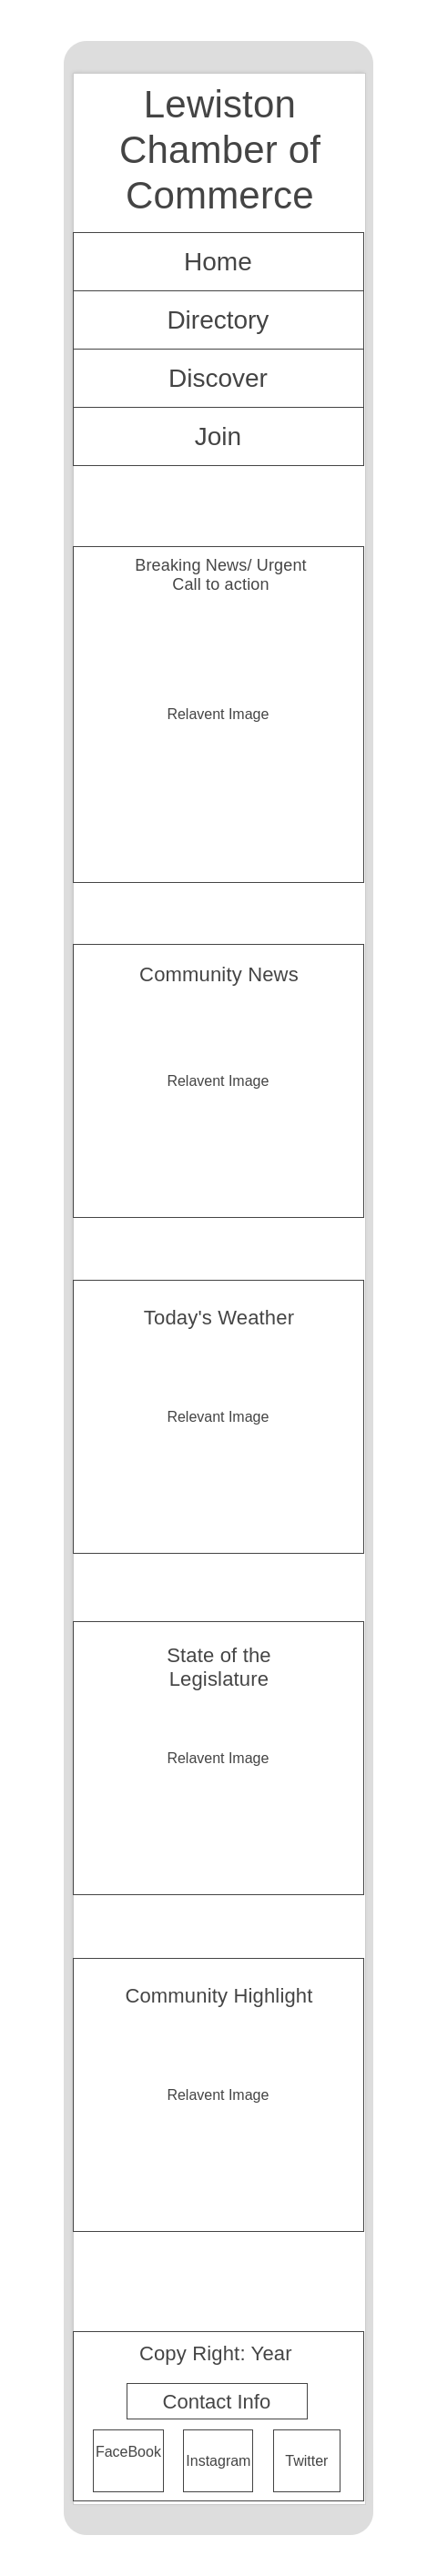 Lewiston
Chamber of
Commerce
Home
Directory
Discover
Join
Breaking News/ Urgent
Call to action
Relavent Image
Community News
Relavent Image
Today's Weather
Relevant Image
State of the
Legislature
Relavent Image
Community Highlight
Relavent Image
Copy Right: Year
Contact Info
FaceBook
Instagram
Twitter